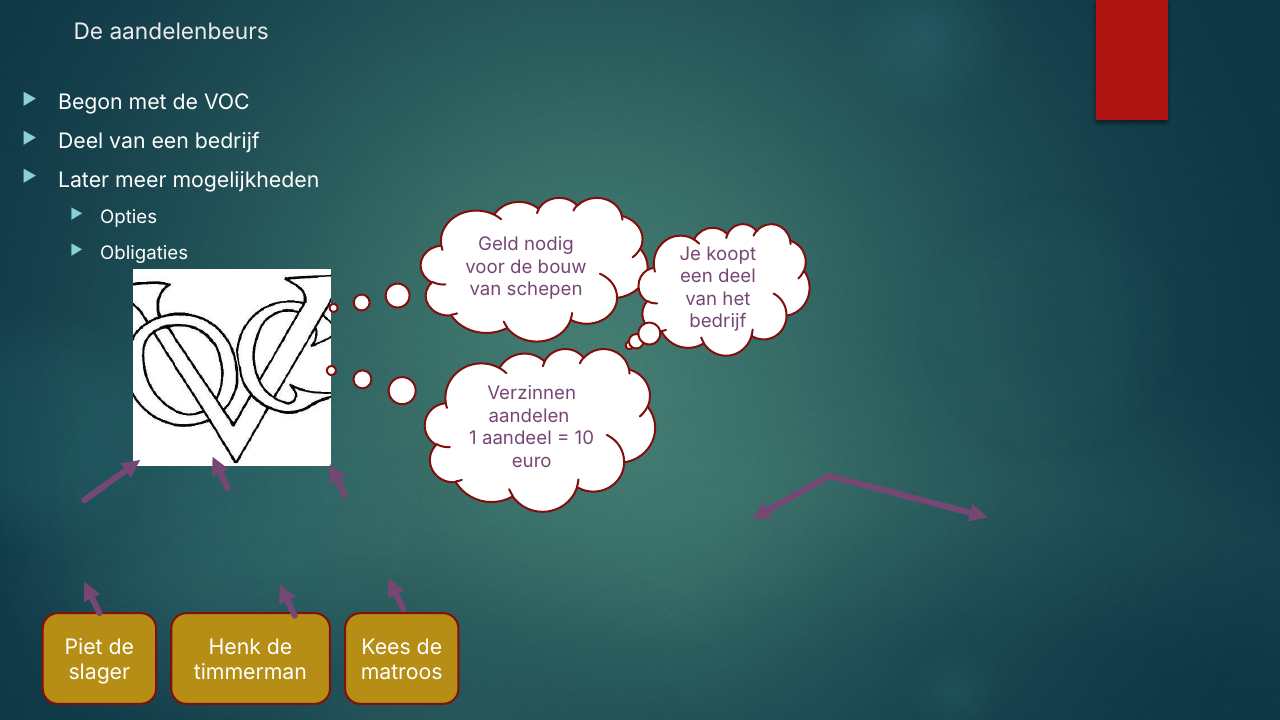 De aandelenbeurs
Begon met de VOC
Deel van een bedrijf
Later meer mogelijkheden
Opties
Obligaties
VOC
Geld nodig
voor de bouw
van schepen
Je koopt
een deel
van het
bedrijf
Verzinnen
aandelen
1 aandeel = 10
euro
Piet de
slager
Henk de
timmerman
Kees de
matroos